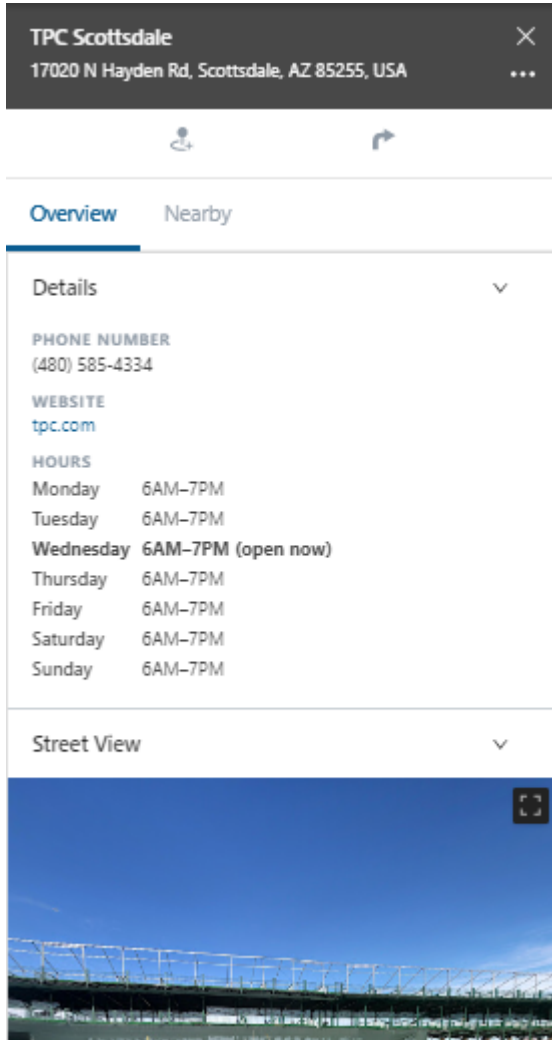 TPC Scottsdale
17020 N Hayden Rd, Scottsdale, AZ 85255, USA
Overview Nearby
Details
PHONE NUMBER
(480) 585-4334
WEBSITE
tpc.com
HOURS
Monday 6AM–7PM
Tuesday 6AM–7PM
Wednesday 6AM–7PM (open now)
Thursday 6AM–7PM
Friday 6AM–7PM
Saturday 6AM–7PM
Sunday 6AM–7PM
Street View